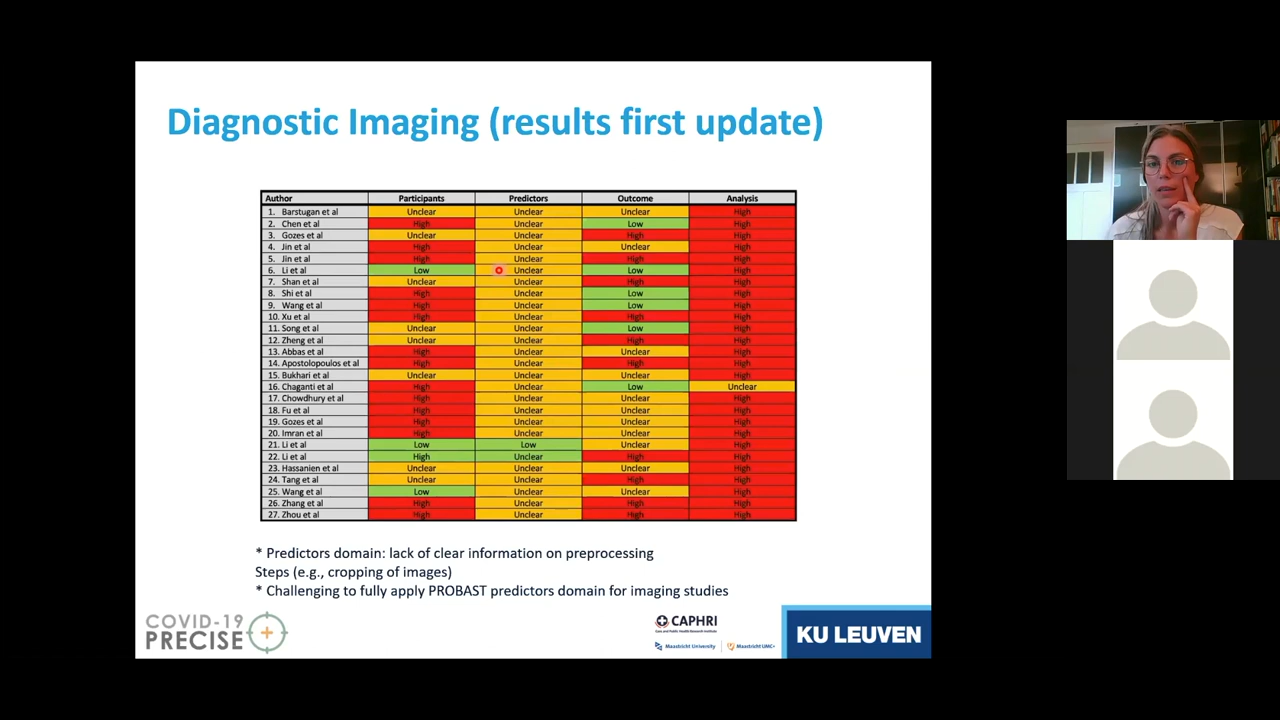 Diagnostic Imaging (results first update)
Author Participants Predictors Outcome Analysis
1. Barstugan et al Unclear Unclear Unclear High
2. Chen et al High Unclear Low High
3. Gozes et al Unclear Unclear High High
4. Jin et al High Unclear Unclear High
5. Jin et al High Unclear High High
6. Li et al Low Unclear Low High
7. Shan et al Unclear Unclear High High
8. Shi et al High Unclear Low High
9. Wang et al High Unclear Low High
10. Xu et al High Unclear High High
11. Song et al Unclear Unclear Low High
12. Zheng et al Unclear Unclear High High
13. Abbas et al High Unclear Unclear High
14. Apostolopoulos et al High Unclear High High
15. Bukhari et al Unclear Unclear Unclear High
16. Chaganti et al High Unclear Low Unclear
17. Chowdhury et al High Unclear Unclear High
18. Fu et al High Unclear Unclear High
19. Gozes et al High Unclear Unclear High
20. Imran et al High Unclear Unclear High
21. Li et al Low Low Unclear High
22. Li et al High Unclear High High
23. Hassanien et al Unclear Unclear Unclear High
24. Tang et al Unclear Unclear High High
25. Wang et al Low Unclear Unclear High
26. Zhang et al High Unclear High High
27. Zhou et al High Unclear High High
* Predictors domain: lack of clear information on preprocessing
Steps (e.g., cropping of images)
* Challenging to fully apply PROBAST predictors domain for imaging studies
COVID-19
PRECISE
CAPHRI
Care and Public Health Research Institute
Maastricht University Maastricht UMC+
KU LEUVEN